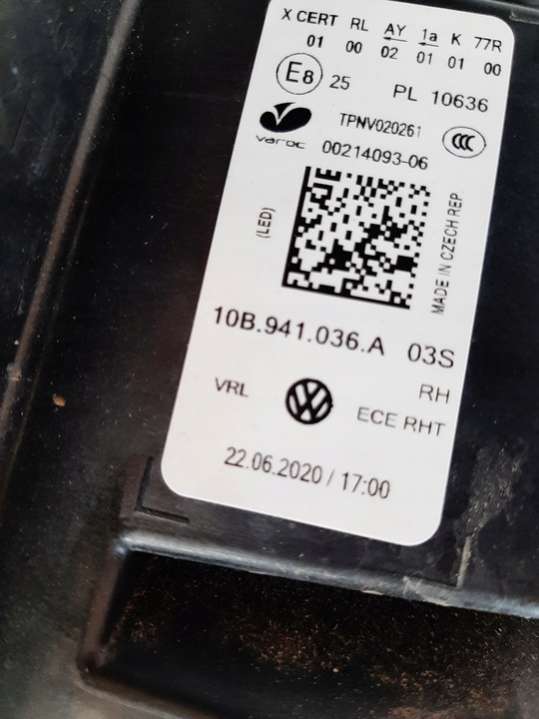 X CERT RL AY 1a K 77R
01 00 02 01 01 00
E8 25 PL 10636
varoc TPNV020261 CCC
00214093-06
(LED)
MADE IN CZECH REP
10B.941.036.A 03S
VRL RH
ECE RHT
22.06.2020 / 17:00